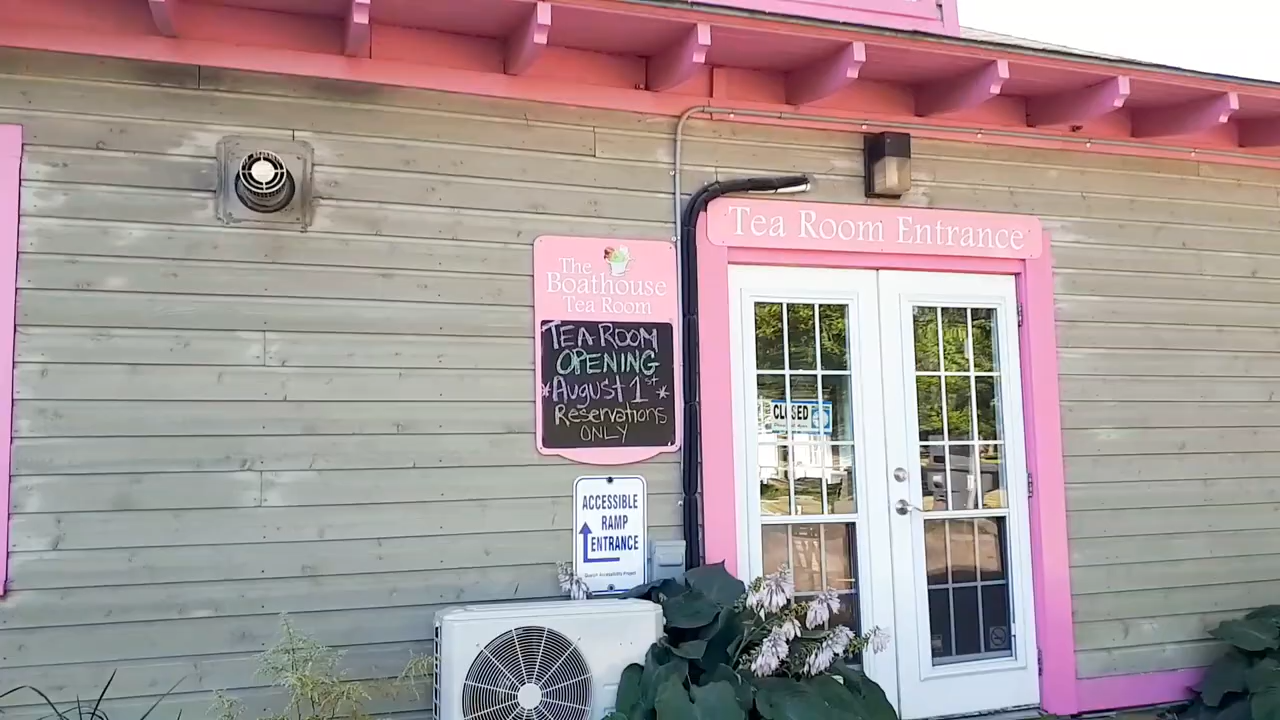 Tea Room Entrance
The
Boathouse
Tea Room
TEA ROOM
OPENING
*August 1st*
Reservations
ONLY
CLOSED
ACCESSIBLE
RAMP
ENTRANCE